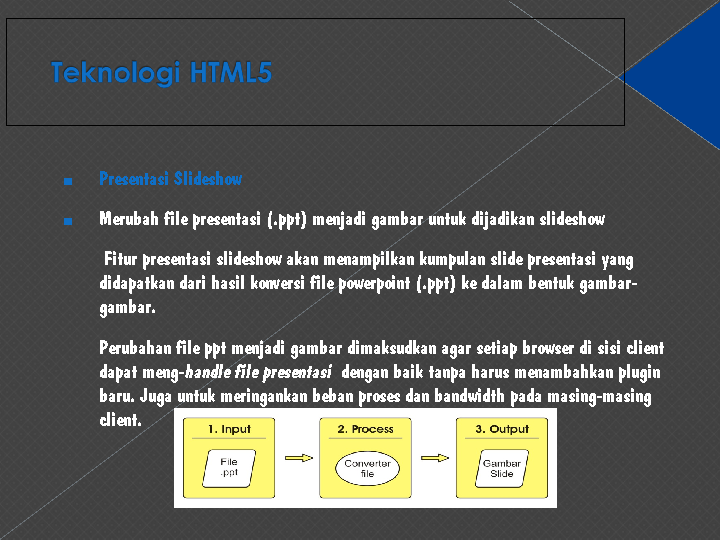 Teknologi HTML5
Presentasi Slideshow
Merubah file presentasi (.ppt) menjadi gambar untuk dijadikan slideshow
Fitur presentasi slideshow akan menampilkan kumpulan slide presentasi yang
didapatkan dari hasil konversi file powerpoint (.ppt) ke dalam bentuk gambar-
gambar.
Perubahan file ppt menjadi gambar dimaksudkan agar setiap browser di sisi client
dapat meng-handle file presentasi dengan baik tanpa harus menambahkan plugin
baru. Juga untuk meringankan beban proses dan bandwidth pada masing-masing
client.
1. Input
File
.ppt
2. Process
Converter
file
3. Output
Gambar
Slide